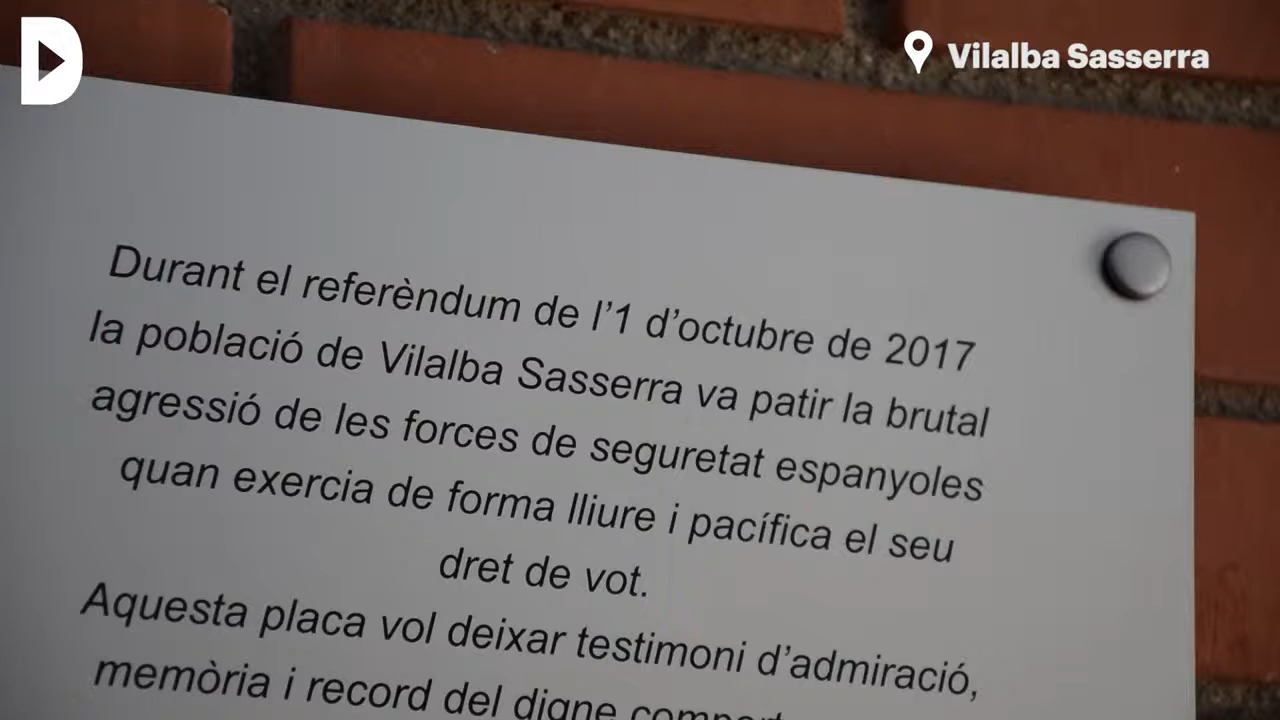 D
Vilalba Sasserra
Durant el referèndum de l'1 d'octubre de 2017
la població de Vilalba Sasserra va patir la brutal
agressió de les forces de seguretat espanyoles
quan exercia de forma lliure i pacífica el seu
dret de vot.
Aquesta placa vol deixar testimoni d'admiració,
memòria i record del digne